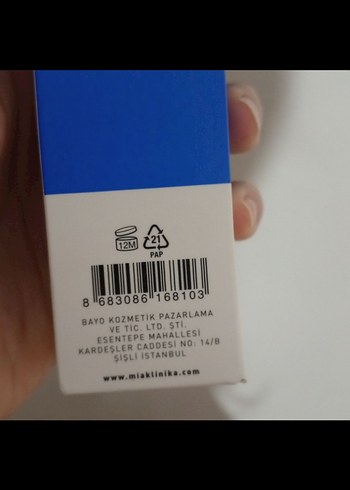 12M
21
PAP
8 683086 168103
BAYO KOZMETİK PAZARLAMA
VE TİC. LTD. ŞTİ.
ESENTEPE MAHALLESİ
KARDEŞLER CADDESİ NO: 14/B
ŞİŞLİ İSTANBUL
www.miaklinika.com